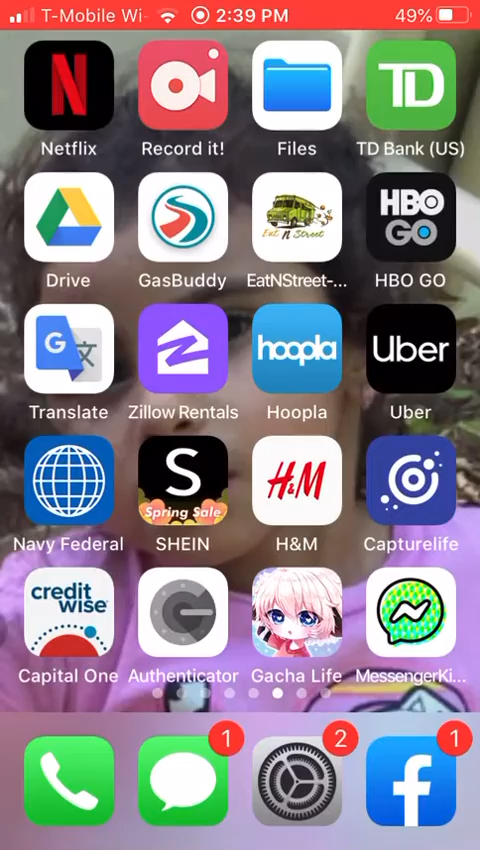 T-Mobile Wi- 2:39 PM 49%
N
TD
Netflix Record it! Files TD Bank (US)
Eat N Street
HBO
GO
Drive GasBuddy EatNStreet-... HBO GO
G 文
Z
hoopla
Uber
Translate Zillow Rentals Hoopla Uber
S
Spring Sale
H&M
Navy Federal SHEIN H&M Capturelife
credit
wise
Capital One Authenticator Gacha Life MessengerKi...
1 2 1
f